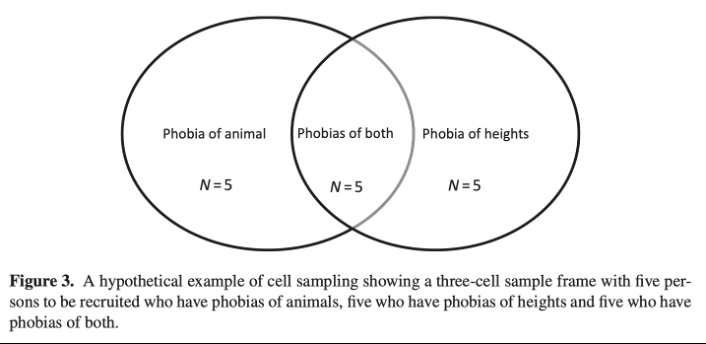 Phobia of animal Phobias of both Phobia of heights
N=5 N=5 N=5
Figure 3. A hypothetical example of cell sampling showing a three-cell sample frame with five per-
sons to be recruited who have phobias of animals, five who have phobias of heights and five who have
phobias of both.